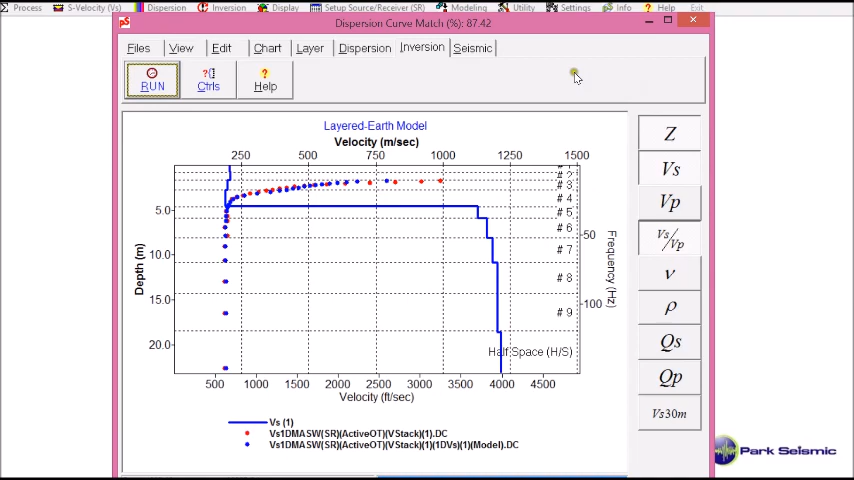 Process S-Velocity (Vs) Dispersion Inversion Display Setup Source/Receiver (SR) Modeling Utility Settings Info Help Exit
pS Dispersion Curve Match (%): 87.42
Files View Edit Chart Layer Dispersion Inversion Seismic
RUN Ctrls Help
Layered-Earth Model
Velocity (m/sec)
250 500 750 1000 1250 1500
# 2
# 3
# 4
5.0 # 5
# 6
50
10.0 # 7
# 8
15.0 100
# 9
20.0
Half Space (H/S)
Depth (m)
Frequency (Hz)
500 1000 1500 2000 2500 3000 3500 4000 4500
Velocity (ft/sec)
Vs (1)
Vs1DMASW(SR)(ActiveOT)(VStack)(1).DC
Vs1DMASW(SR)(ActiveOT)(VStack)(1)(1DVs)(1)(Model).DC
Z
Vs
Vp
Vs/Vp
ν
ρ
Qs
Qp
Vs30m
Park Seismic